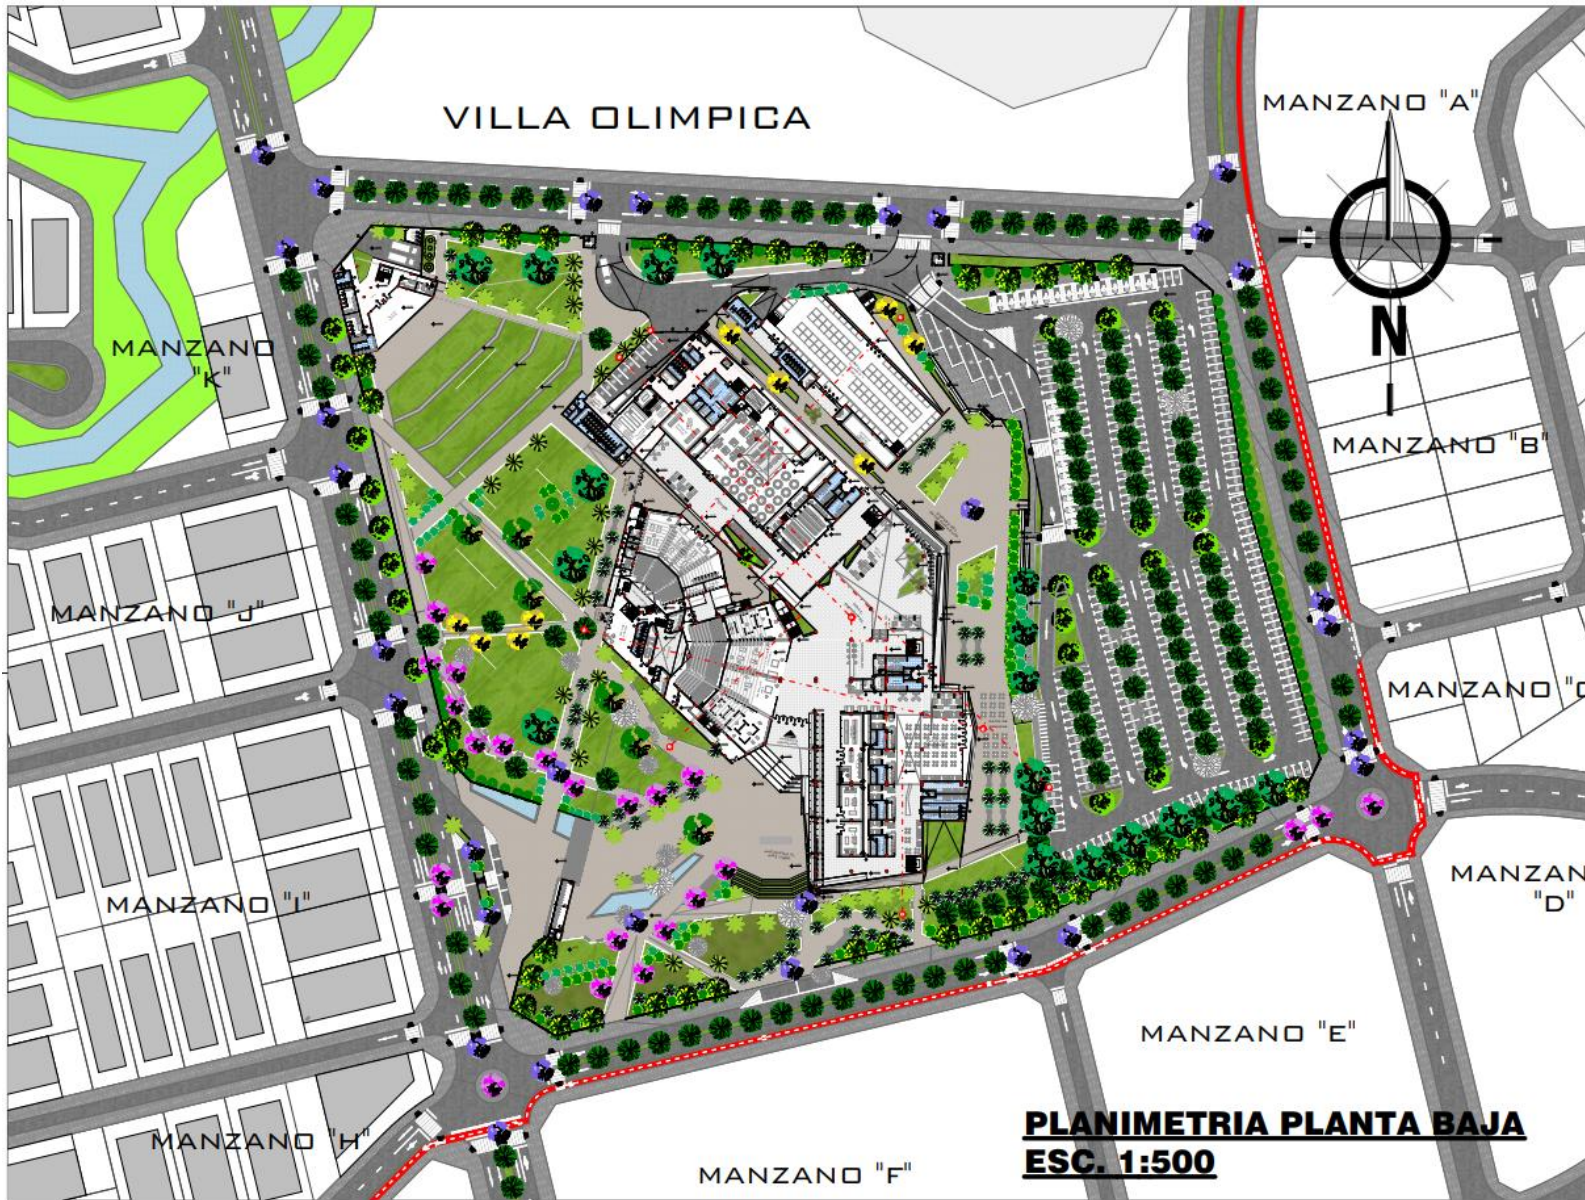 VILLA OLIMPICA
MANZANO "A"
N
MANZANO
"K"
MANZANO "B"
MANZANO "J"
MANZANO "C
MANZAN
"D"
MANZANO "I"
MANZANO "E"
MANZANO "H"
MANZANO "F"
PLANIMETRIA PLANTA BAJA
ESC. 1:500